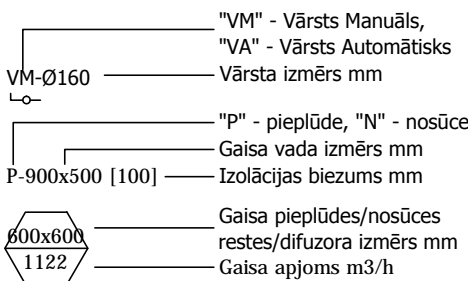 "VM" - Vārsts Manuāls,
"VA" - Vārsts Automātisks
VM-Ø160
Vārsta izmērs mm
"P" - pieplūde, "N" - nosūce
Gaisa vada izmērs mm
P-900x500 [100]
Izolācijas biezums mm
Gaisa pieplūdes/nosūces
600x600
restes/difuzora izmērs mm
1122
Gaisa apjoms m3/h